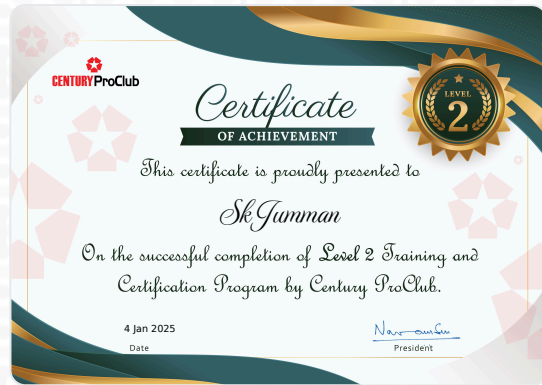 CENTURY ProClub
LEVEL
2
Certificate
OF ACHIEVEMENT
This certificate is proudly presented to
Sk Jumman
On the successful completion of Level 2 Training and
Certification Program by Century ProClub.
4 Jan 2025
Date
President